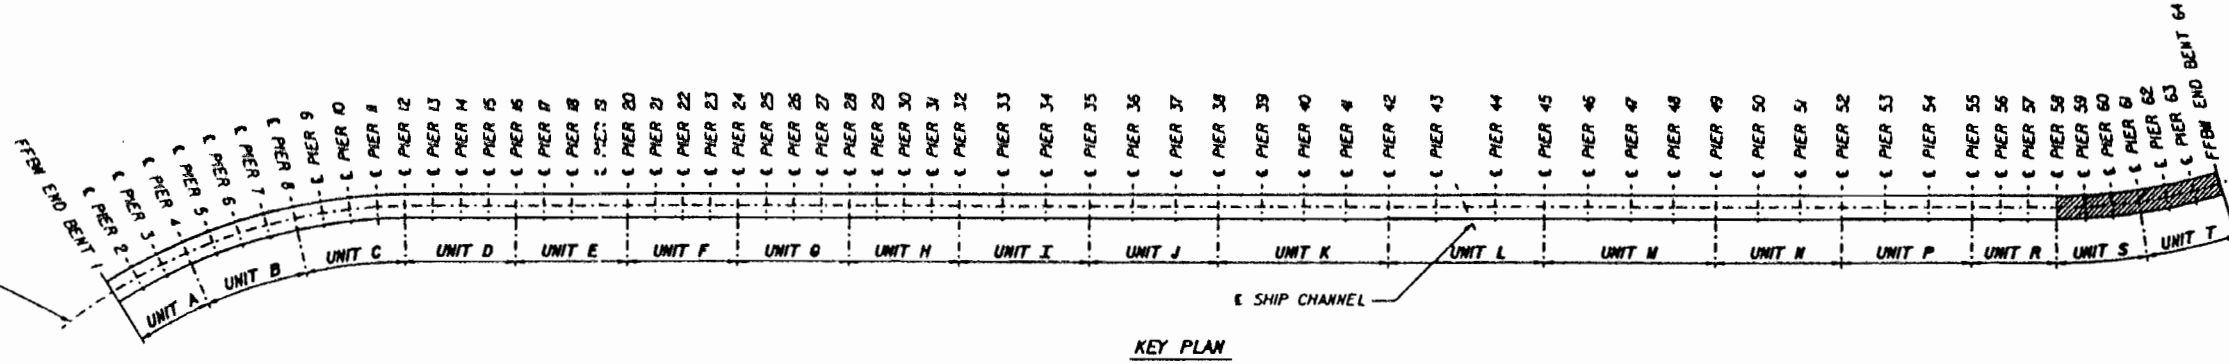 FFBW END BENT 1
℄ PIER 2
℄ PIER 3
℄ PIER 4
℄ PIER 5
℄ PIER 6
℄ PIER 7
℄ PIER 8
℄ PIER 9
℄ PIER 10
℄ PIER 11
℄ PIER 12
℄ PIER 13
℄ PIER 14
℄ PIER 15
℄ PIER 16
℄ PIER 17
℄ PIER 18
℄ PIER 19
℄ PIER 20
℄ PIER 21
℄ PIER 22
℄ PIER 23
℄ PIER 24
℄ PIER 25
℄ PIER 26
℄ PIER 27
℄ PIER 28
℄ PIER 29
℄ PIER 30
℄ PIER 31
℄ PIER 32
℄ PIER 33
℄ PIER 34
℄ PIER 35
℄ PIER 36
℄ PIER 37
℄ PIER 38
℄ PIER 39
℄ PIER 40
℄ PIER 41
℄ PIER 42
℄ PIER 43
℄ PIER 44
℄ PIER 45
℄ PIER 46
℄ PIER 47
℄ PIER 48
℄ PIER 49
℄ PIER 50
℄ PIER 51
℄ PIER 52
℄ PIER 53
℄ PIER 54
℄ PIER 55
℄ PIER 56
℄ PIER 57
℄ PIER 58
℄ PIER 59
℄ PIER 60
℄ PIER 61
℄ PIER 62
℄ PIER 63
FFBW END BENT 64
UNIT A
UNIT B
UNIT C
UNIT D
UNIT E
UNIT F
UNIT G
UNIT H
UNIT I
UNIT J
UNIT K
UNIT L
UNIT M
UNIT N
UNIT P
UNIT R
UNIT S
UNIT T
℄ SHIP CHANNEL
KEY PLAN